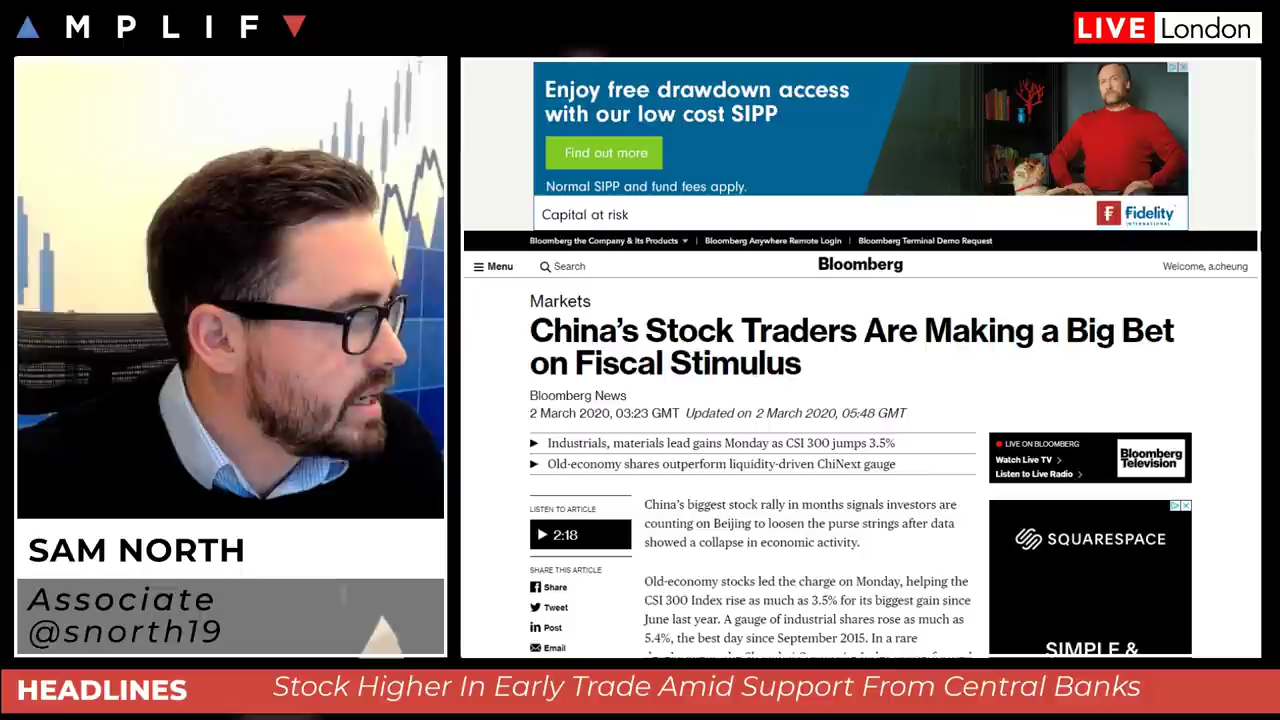 AMPLIFY
LIVE London
Enjoy free drawdown access
with our low cost SIPP
Find out more
Normal SIPP and fund fees apply.
Capital at risk
Fidelity
INTERNATIONAL
Bloomberg the Company & Its Products
Bloomberg Anywhere Remote Login
Bloomberg Terminal Demo Request
Menu
Search
Bloomberg
Welcome, a.cheung
Markets
China's Stock Traders Are Making a Big Bet
on Fiscal Stimulus
Bloomberg News
2 March 2020, 03:23 GMT Updated on 2 March 2020, 05:48 GMT
Industrials, materials lead gains Monday as CSI 300 jumps 3.5%
Old-economy shares outperform liquidity-driven ChiNext gauge
LIVE ON BLOOMBERG
Watch Live TV
Listen to Live Radio
Bloomberg
Television
LISTEN TO ARTICLE
2:18
SHARE THIS ARTICLE
Share
Tweet
Post
Email
China's biggest stock rally in months signals investors are
counting on Beijing to loosen the purse strings after data
showed a collapse in economic activity.
Old-economy stocks led the charge on Monday, helping the
CSI 300 Index rise as much as 3.5% for its biggest gain since
June last year. A gauge of industrial shares rose as much as
5.4%, the best day since September 2015. In a rare
SQUARESPACE
SIMPLE &
SAM NORTH
Associate
@snorth19
HEADLINES
Stock Higher In Early Trade Amid Support From Central Banks